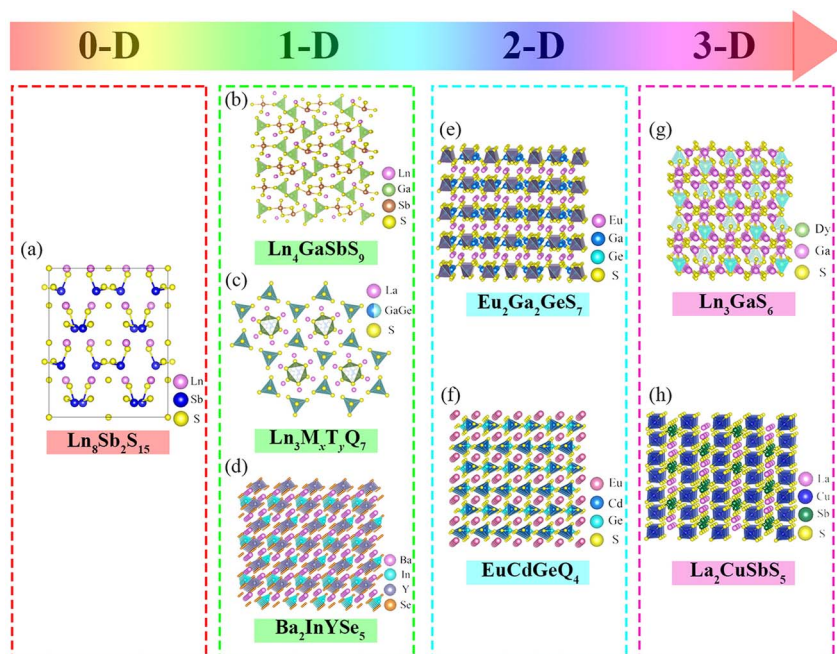 0-D 1-D 2-D 3-D
(a)
Ln
Sb
S
Ln8Sb2S15
(b)
Ln
Ga
Sb
S
Ln4GaSbS9
(c)
La
GaGe
S
Ln3MxTyQ7
(d)
Ba
In
Y
Se
Ba2InYSe5
(e)
Eu
Ga
Ge
S
Eu2Ga2GeS7
(f)
Eu
Cd
Ge
S
EuCdGeQ4
(g)
Dy
Ga
S
Ln3GaS6
(h)
La
Cu
Sb
S
La2CuSbS5